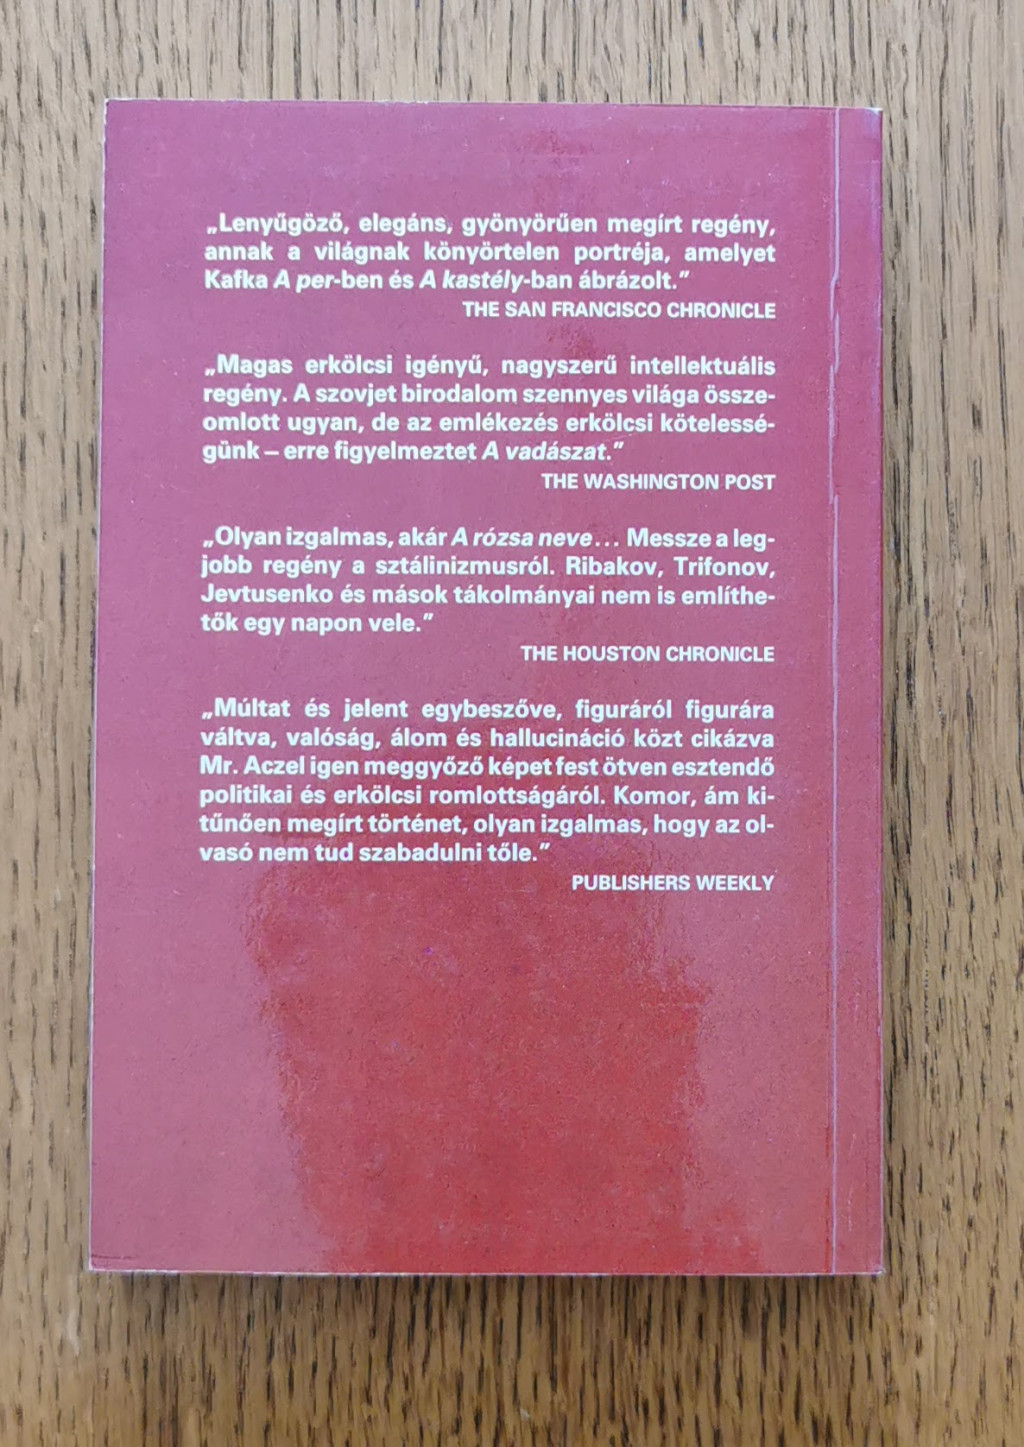 „Lenyűgöző, elegáns, gyönyörűen megírt regény,
annak a világnak könyörtelen portréja, amelyet
Kafka A per-ben és A kastély-ban ábrázolt.”
THE SAN FRANCISCO CHRONICLE
„Magas erkölcsi igényű, nagyszerű intellektuális
regény. A szovjet birodalom szennyes világa össze-
omlott ugyan, de az emlékezés erkölcsi kötelessé-
günk – erre figyelmeztet A vadászat.”
THE WASHINGTON POST
„Olyan izgalmas, akár A rózsa neve... Messze a leg-
jobb regény a sztálinizmusról. Ribakov, Trifonov,
Jevtusenko és mások tákolmányai nem is említhe-
tők egy napon vele.”
THE HOUSTON CHRONICLE
„Múltat és jelent egybeszőve, figuráról figurára
váltva, valóság, álom és hallucináció közt cikázva
Mr. Aczel igen meggyőző képet fest ötven esztendő
politikai és erkölcsi romlottságáról. Komor, ám ki-
tűnően megírt történet, olyan izgalmas, hogy az ol-
vasó nem tud szabadulni tőle.”
PUBLISHERS WEEKLY